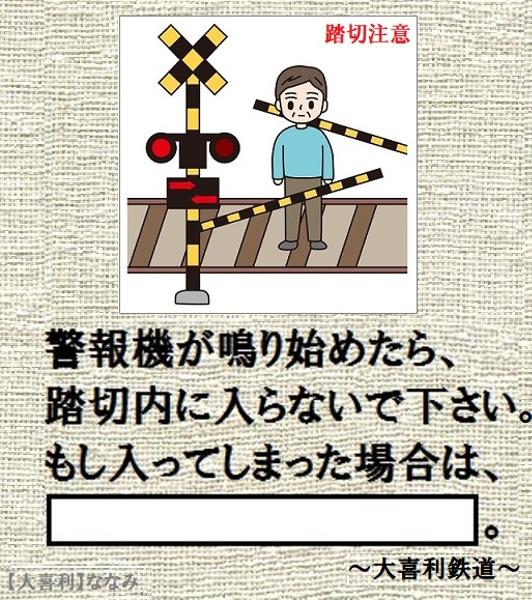 踏切注意
警報機が鳴り始めたら、
踏切内に入らないで下さい。
もし入ってしまった場合は、
。
～大喜利鉄道～
【大喜利】ななみ